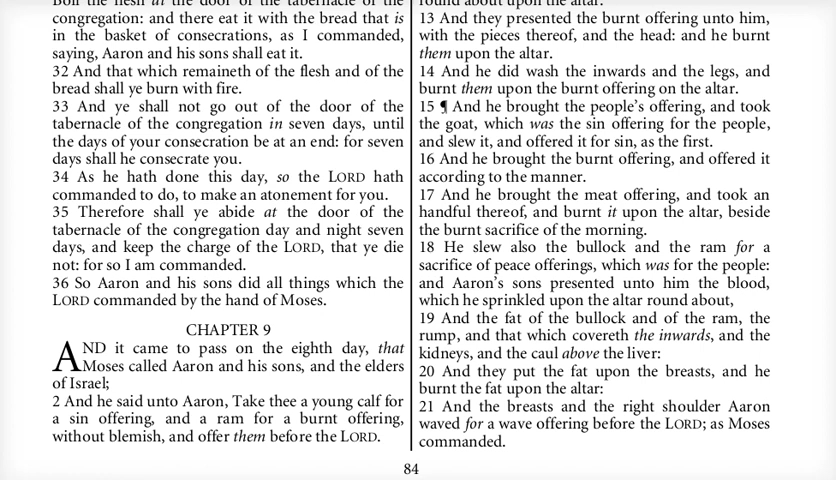 Boil the flesh at the door of the tabernacle of the
congregation: and there eat it with the bread that is
in the basket of consecrations, as I commanded,
saying, Aaron and his sons shall eat it.
32 And that which remaineth of the flesh and of the
bread shall ye burn with fire.
33 And ye shall not go out of the door of the
tabernacle of the congregation in seven days, until
the days of your consecration be at an end: for seven
days shall he consecrate you.
34 As he hath done this day, so the LORD hath
commanded to do, to make an atonement for you.
35 Therefore shall ye abide at the door of the
tabernacle of the congregation day and night seven
days, and keep the charge of the LORD, that ye die
not: for so I am commanded.
36 So Aaron and his sons did all things which the
LORD commanded by the hand of Moses.
CHAPTER 9
AND it came to pass on the eighth day, that
Moses called Aaron and his sons, and the elders
of Israel;
2 And he said unto Aaron, Take thee a young calf for
a sin offering, and a ram for a burnt offering,
without blemish, and offer them before the LORD.
round about upon the altar.
13 And they presented the burnt offering unto him,
with the pieces thereof, and the head: and he burnt
them upon the altar.
14 And he did wash the inwards and the legs, and
burnt them upon the burnt offering on the altar.
15 ¶ And he brought the people's offering, and took
the goat, which was the sin offering for the people,
and slew it, and offered it for sin, as the first.
16 And he brought the burnt offering, and offered it
according to the manner.
17 And he brought the meat offering, and took an
handful thereof, and burnt it upon the altar, beside
the burnt sacrifice of the morning.
18 He slew also the bullock and the ram for a
sacrifice of peace offerings, which was for the people:
and Aaron's sons presented unto him the blood,
which he sprinkled upon the altar round about,
19 And the fat of the bullock and of the ram, the
rump, and that which covereth the inwards, and the
kidneys, and the caul above the liver:
20 And they put the fat upon the breasts, and he
burnt the fat upon the altar:
21 And the breasts and the right shoulder Aaron
waved for a wave offering before the LORD; as Moses
commanded.
84